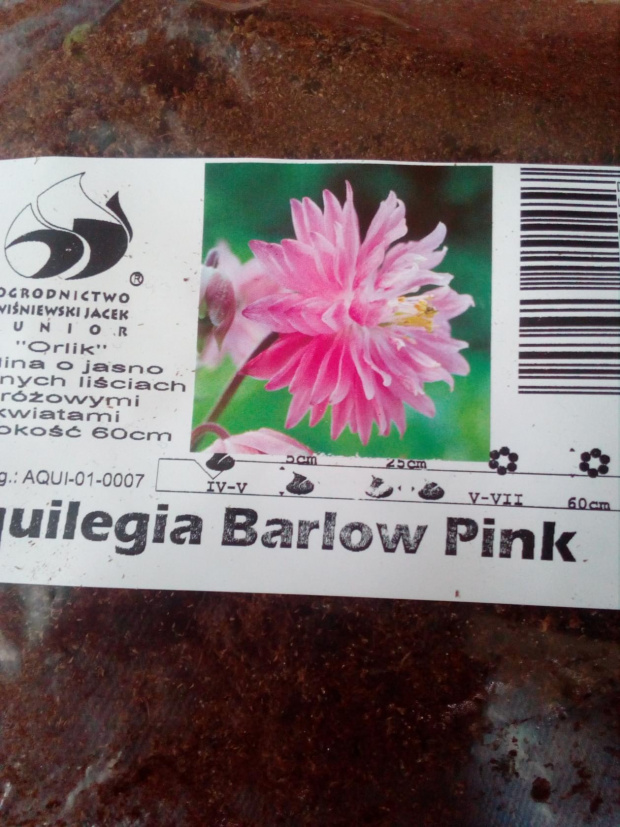 ®
OGRODNICTWO
WIŚNIEWSKI JACEK
JUNIOR
"Orlik"
lina o jasno
nych liściach
różowymi
kwiatami
okość 60cm
g.: AQUI-01-0007
5cm 25cm
IV-V V-VII 60cm
quilegia Barlow Pink